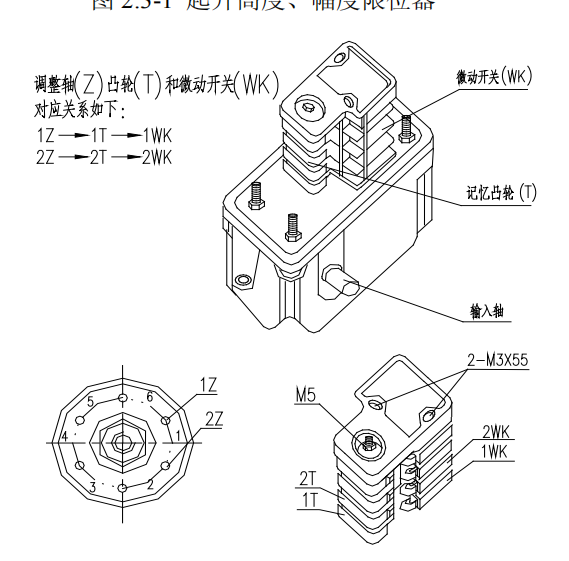 图 2.3-1 起升高度、幅度限位器
调整轴(Z)凸轮(T)和微动开关(WK)
对应关系如下：
1Z→1T→1WK
2Z→2T→2WK
微动开关(WK)
记忆凸轮(T)
输入轴
1Z
2Z
5
6
4
1
3
2
2-M3X55
M5
2WK
1WK
2T
1T